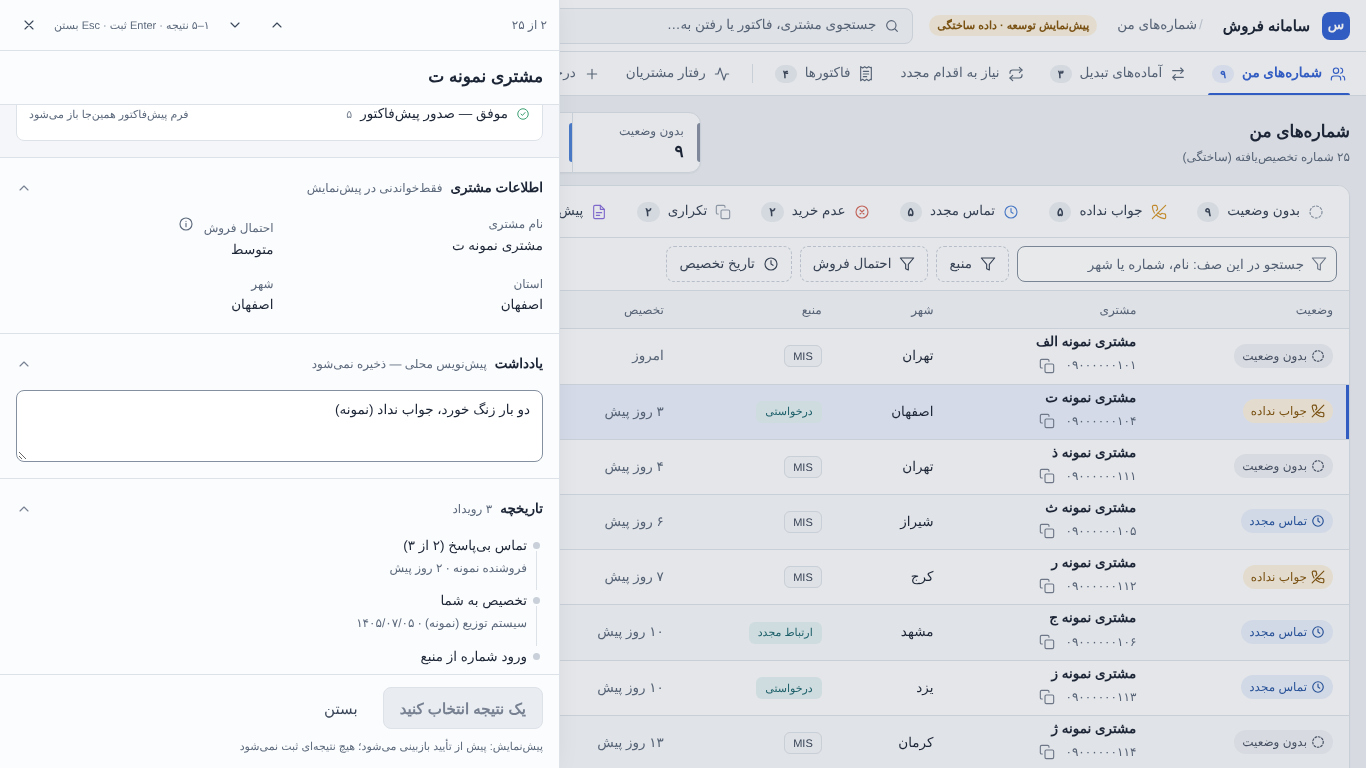 س
سامانه فروش
/ شماره‌های من
پیش‌نمایش توسعه · داده ساختگی
جستجوی مشتری، فاکتور یا رفتن به...
شماره‌های من ۹
آماده‌های تبدیل ۳
نیاز به اقدام مجدد
فاکتورها ۴
رفتار مشتریان
شماره‌های من
۲۵ شماره تخصیص‌یافته (ساختگی)
بدون وضعیت
۹
بدون وضعیت ۹
جواب نداده ۵
تماس مجدد ۵
عدم خرید ۲
تکراری ۲
جستجو در این صف: نام، شماره یا شهر
منبع
احتمال فروش
تاریخ تخصیص
وضعیت مشتری شهر منبع تخصیص
بدون وضعیت مشتری نمونه الف تهران MIS امروز
۰۹۰۰۰۰۰۰۱۰۱
جواب نداده مشتری نمونه ت اصفهان درخواستی ۳ روز پیش
۰۹۰۰۰۰۰۰۱۰۴
بدون وضعیت مشتری نمونه ذ تهران MIS ۴ روز پیش
۰۹۰۰۰۰۰۰۱۱۱
تماس مجدد مشتری نمونه ث شیراز MIS ۶ روز پیش
۰۹۰۰۰۰۰۰۱۰۵
جواب نداده مشتری نمونه ر کرج MIS ۷ روز پیش
۰۹۰۰۰۰۰۰۱۱۲
تماس مجدد مشتری نمونه ج مشهد ارتباط مجدد ۱۰ روز پیش
۰۹۰۰۰۰۰۰۱۰۶
تماس مجدد مشتری نمونه ز یزد درخواستی ۱۰ روز پیش
۰۹۰۰۰۰۰۰۱۱۳
بدون وضعیت مشتری نمونه ژ کرمان MIS ۱۳ روز پیش
۰۹۰۰۰۰۰۰۱۱۴
۲ از ۲۵
۱–۵ نتیجه · Enter ثبت · Esc بستن
مشتری نمونه ت
موفق — صدور پیش‌فاکتور ۵
فرم پیش‌فاکتور همین‌جا باز می‌شود
اطلاعات مشتری فقط‌خواندنی در پیش‌نمایش
نام مشتری
مشتری نمونه ت
احتمال فروش
متوسط
استان
اصفهان
شهر
اصفهان
یادداشت پیش‌نویس محلی — ذخیره نمی‌شود
دو بار زنگ خورد، جواب نداد (نمونه)
تاریخچه ۳ رویداد
تماس بی‌پاسخ (۲ از ۳)
فروشنده نمونه · ۲ روز پیش
تخصیص به شما
سیستم توزیع (نمونه) · ۱۴۰۵/۰۷/۰۵
ورود شماره از منبع
یک نتیجه انتخاب کنید
بستن
پیش‌نمایش: پیش از تأیید بازبینی می‌شود؛ هیچ نتیجه‌ای ثبت نمی‌شود